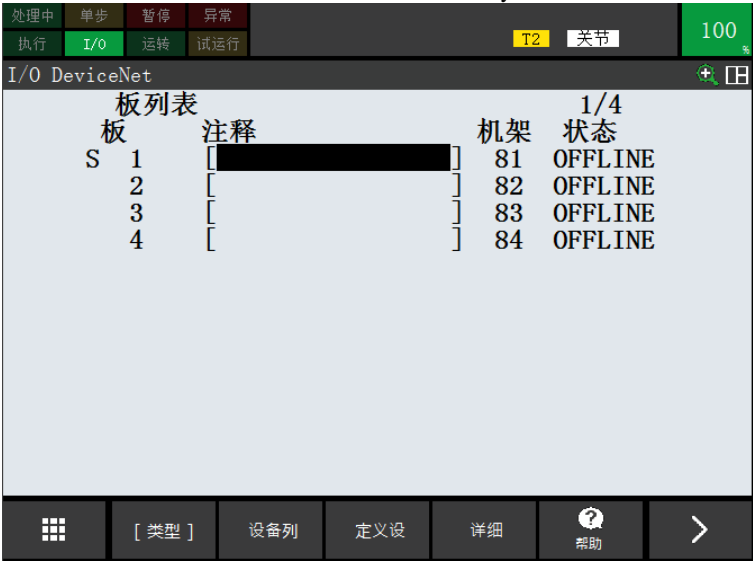 处理中 单步 暂停 异常
执行 I/O 运转 试运行 T2 关节 100 %
I/O DeviceNet
板列表 1/4
板 注释 机架 状态
S 1 [ ] 81 OFFLINE
2 [ ] 82 OFFLINE
3 [ ] 83 OFFLINE
4 [ ] 84 OFFLINE
[ 类型 ] 设备列 定义设 详细 帮助